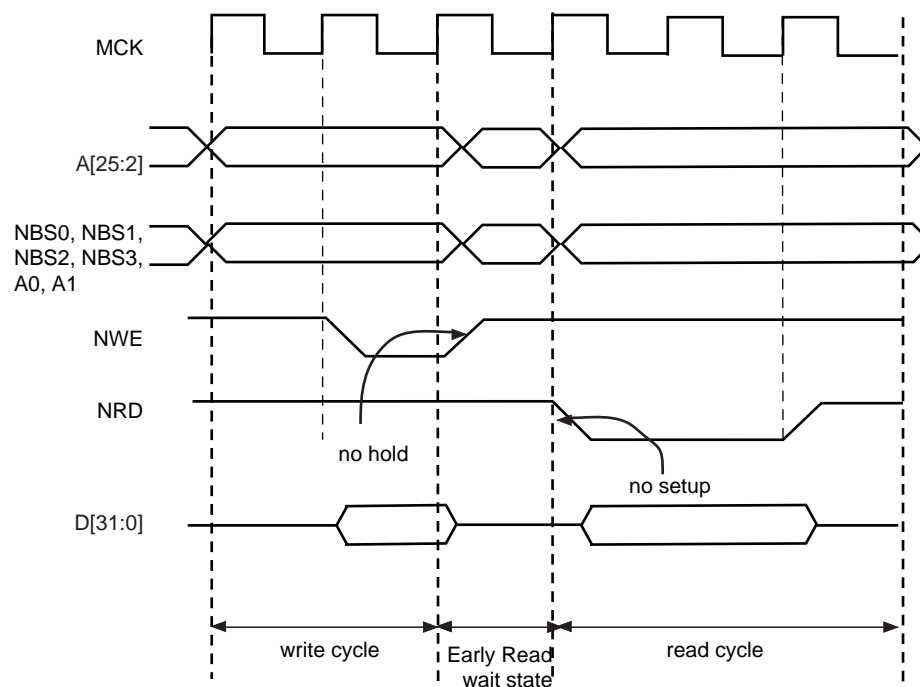 MCK
A[25:2]
NBS0, NBS1,
NBS2, NBS3,
A0, A1
NWE
NRD
no hold
no setup
D[31:0]
write cycle
Early Read
wait state
read cycle